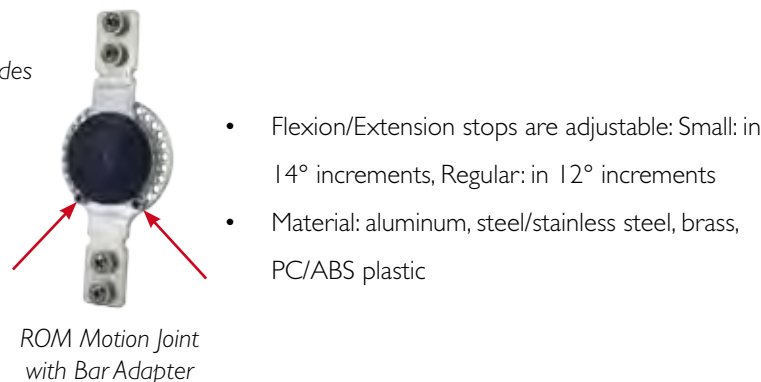 des
• Flexion/Extension stops are adjustable: Small: in
14° increments, Regular: in 12° increments
• Material: aluminum, steel/stainless steel, brass,
PC/ABS plastic
ROM Motion Joint
with Bar Adapter